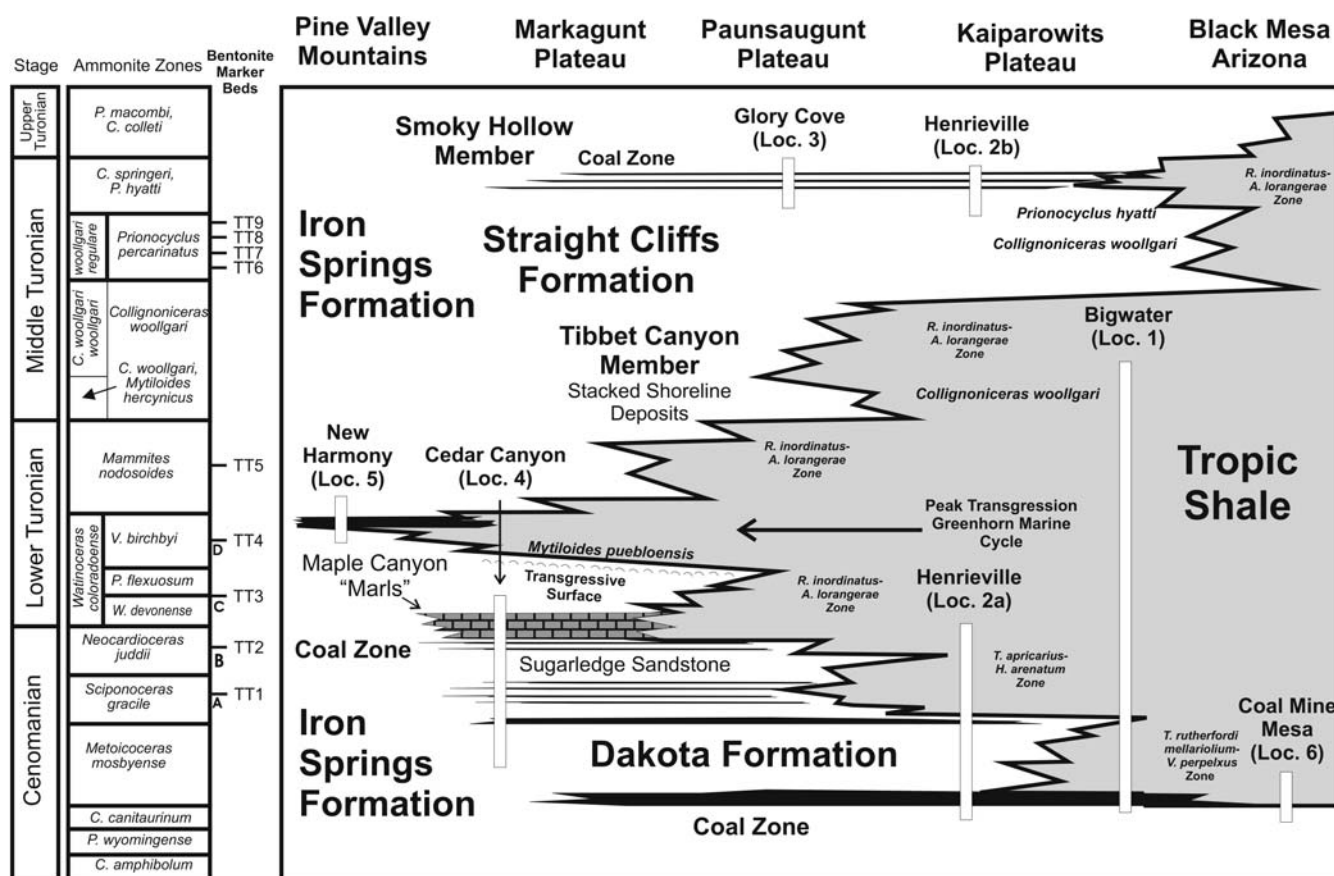 Pine Valley
Mountains
Markagunt
Plateau
Paunsaugunt
Plateau
Kaiparowits
Plateau
Black Mesa
Arizona
Stage
Ammonite Zones
Bentonite
Marker
Beds
Upper
Turonian
Middle Turonian
Lower Turonian
Cenomanian
P. macombi,
C. colleti
C. springeri,
P. hyatti
woollgari
regulare
Prionocyclus
percarinatus
C. woollgari
woollgari
Collignoniceras
woollgari
C. woollgari,
Mytiloides
hercynicus
Mammites
nodosoides
Watinoceras
coloradoense
V. birchbyi
P. flexuosum
W. devonense
Neocardioceras
juddii
Sciponoceras
gracile
Metoicoceras
mosbyense
C. canitaurinum
P. wyomingense
C. amphibolum
TT9
TT8
TT7
TT6
TT5
D TT4
C TT3
B TT2
A TT1
Smoky Hollow
Member
Coal Zone
Glory Cove
(Loc. 3)
Henrieville
(Loc. 2b)
R. inordinatus-
A. lorangerae
Zone
Prionocyclus hyatti
Collignoniceras woollgari
Iron
Springs
Formation
Straight Cliffs
Formation
Tibbet Canyon
Member
Stacked Shoreline
Deposits
R. inordinatus-
A. lorangerae
Zone
Bigwater
(Loc. 1)
Collignoniceras woollgari
New
Harmony
(Loc. 5)
Cedar Canyon
(Loc. 4)
R. inordinatus-
A. lorangerae
Zone
Tropic
Shale
Peak Transgression
Greenhorn Marine
Cycle
Mytiloides puebloensis
Maple Canyon
“Marls”
Transgressive
Surface
R. inordinatus-
A. lorangerae
Zone
Henrieville
(Loc. 2a)
Coal Zone
Sugarledge Sandstone
T. apricarius-
H. arenatum
Zone
Iron
Springs
Formation
Dakota Formation
T. rutherfordi
mellariolium-
V. perpelxus
Zone
Coal Mine
Mesa
(Loc. 6)
Coal Zone